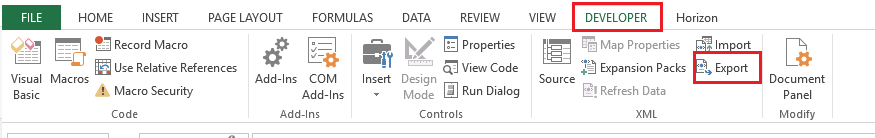 FILE HOME INSERT PAGE LAYOUT FORMULAS DATA REVIEW VIEW DEVELOPER Horizon
Visual Basic
Macros
Record Macro
Use Relative References
Macro Security
Code
Add-Ins
COM Add-Ins
Add-Ins
Insert
Design Mode
Properties
View Code
Run Dialog
Controls
Source
Map Properties
Expansion Packs
Refresh Data
Import
Export
XML
Document Panel
Modify